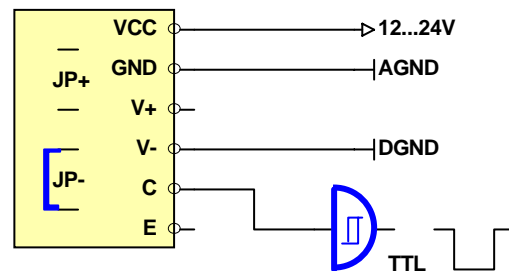 VCC 12...24V
GND AGND
JP+
V+
V- DGND
JP-
C
E
TTL